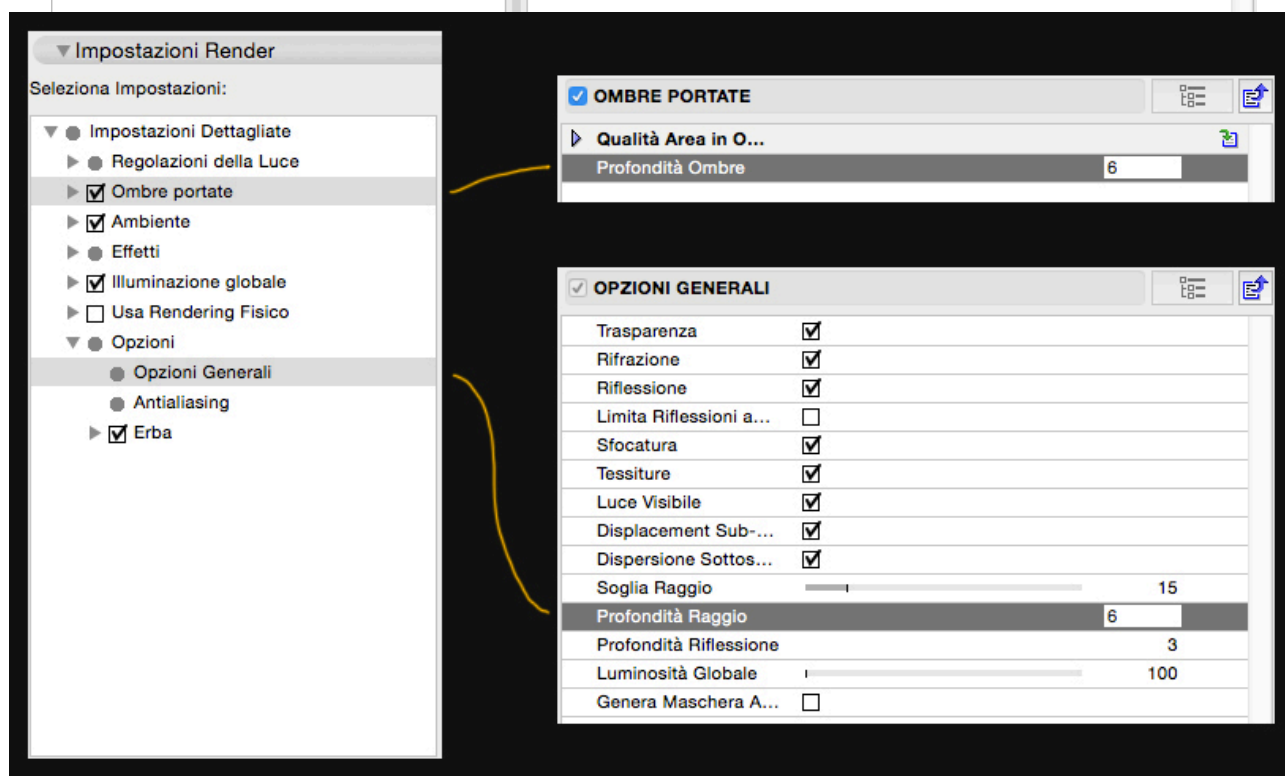 Impostazioni Render
Seleziona Impostazioni:
Impostazioni Dettagliate
Regolazioni della Luce
Ombre portate
Ambiente
Effetti
Illuminazione globale
Usa Rendering Fisico
Opzioni
Opzioni Generali
Antialiasing
Erba
OMBRE PORTATE
Qualità Area in O...
Profondità Ombre 6
OPZIONI GENERALI
Trasparenza
Rifrazione
Riflessione
Limita Riflessioni a...
Sfocatura
Tessiture
Luce Visibile
Displacement Sub-...
Dispersione Sottos...
Soglia Raggio 15
Profondità Raggio 6
Profondità Riflessione 3
Luminosità Globale 100
Genera Maschera A...